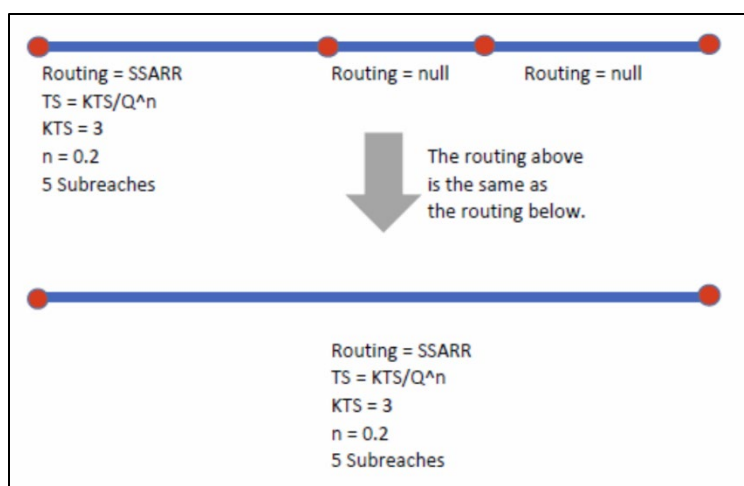 Routing = SSARR
TS = KTS/Q^n
KTS = 3
n = 0.2
5 Subreaches
Routing = null
Routing = null
The routing above
is the same as
the routing below.
Routing = SSARR
TS = KTS/Q^n
KTS = 3
n = 0.2
5 Subreaches